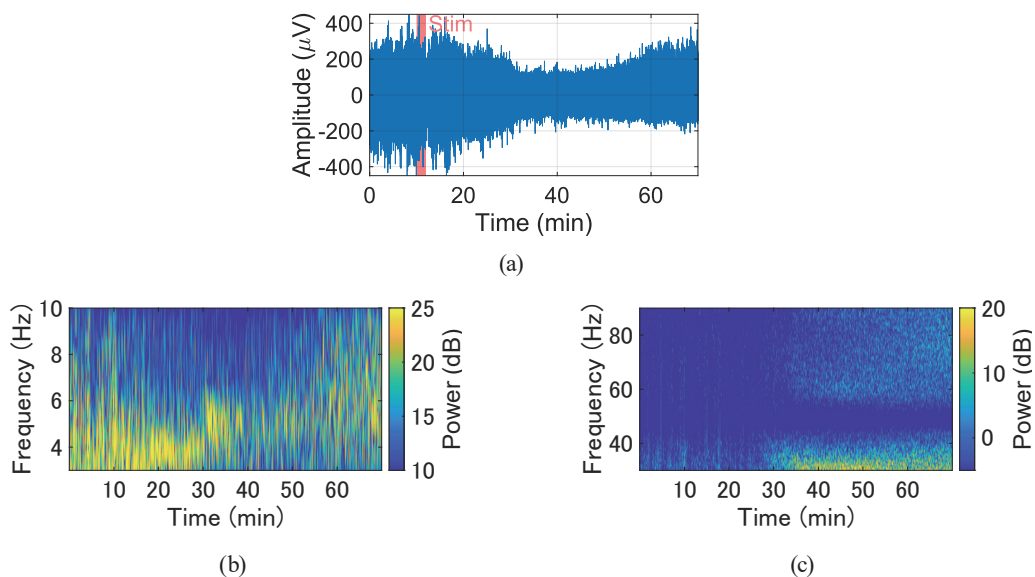 Stim
Amplitude (μV)
400
200
0
-200
-400
0
20
40
60
Time (min)
(a)
Frequency (Hz)
10
8
6
4
10 20 30 40 50 60
Time (min)
25
20
15
10
Power (dB)
(b)
Frequency (Hz)
80
60
40
10 20 30 40 50 60
Time (min)
20
10
0
Power (dB)
(c)